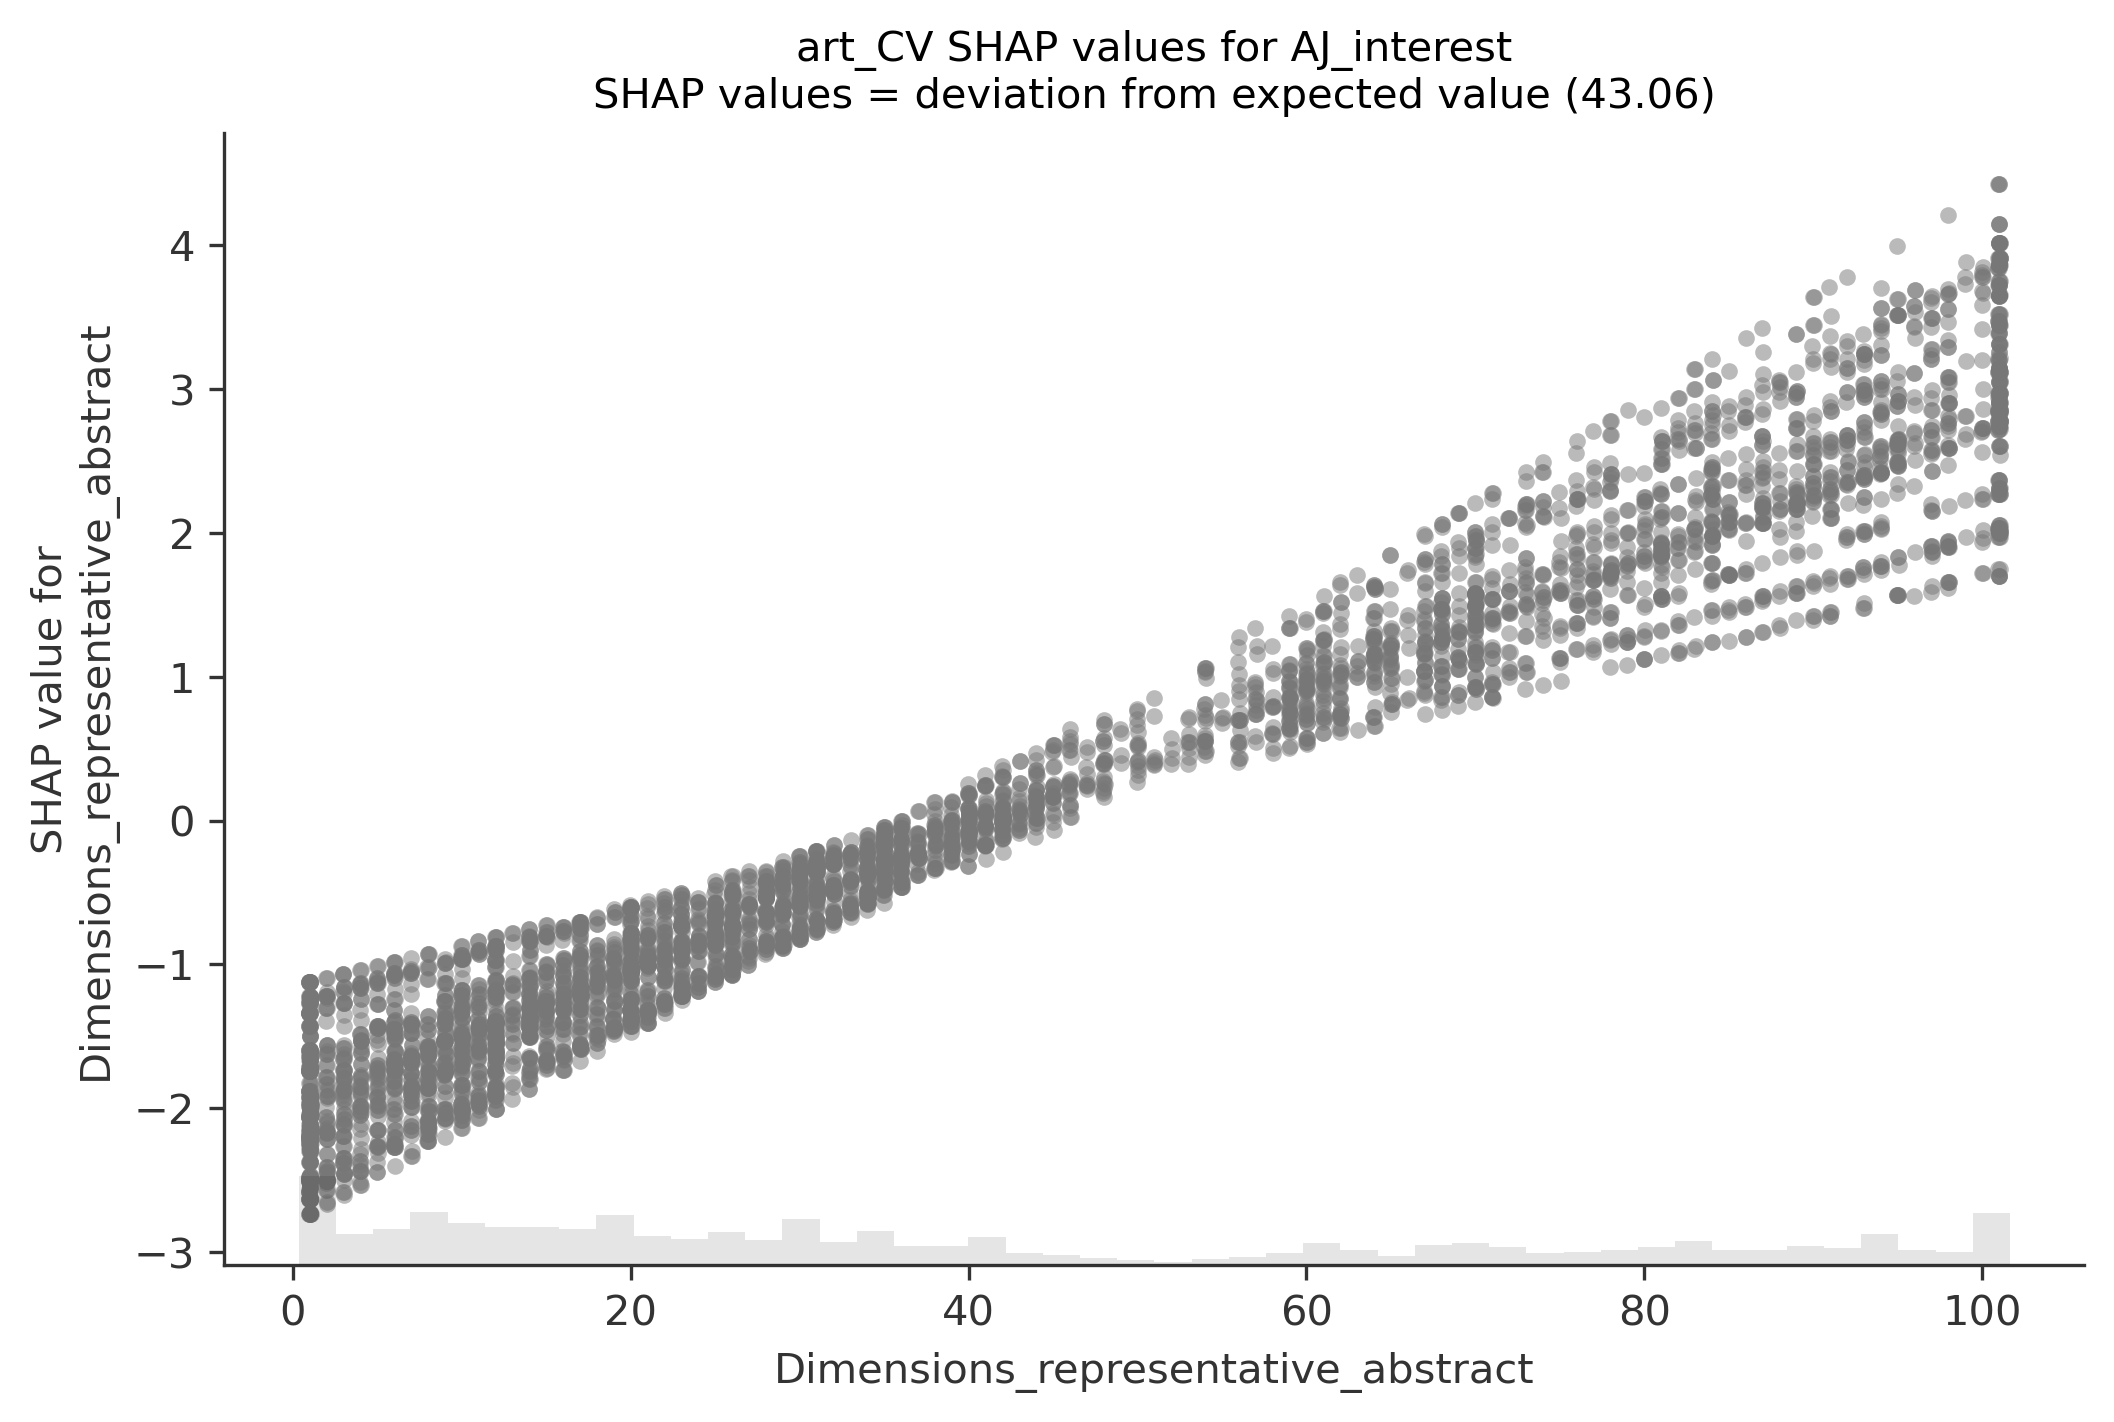 art_CV SHAP values for AJ_interest
SHAP values = deviation from expected value (43.06)
SHAP value for
Dimensions_representative_abstract
4
3
2
1
0
−1
−2
−3
0 20 40 60 80 100
Dimensions_representative_abstract